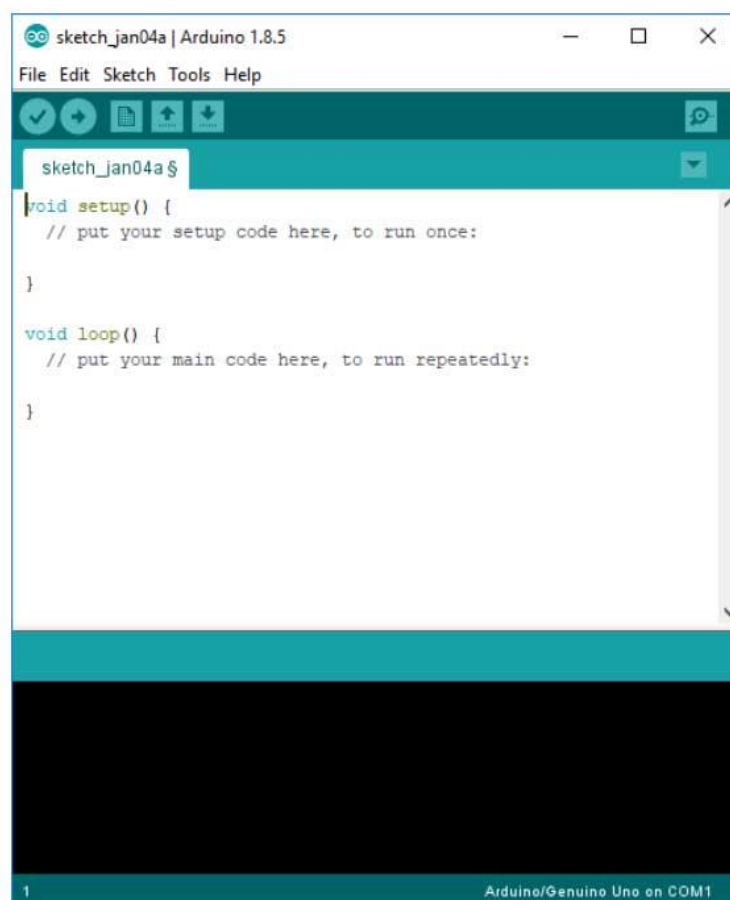 sketch_jan04a | Arduino 1.8.5
File Edit Sketch Tools Help
sketch_jan04a §
void setup() {
  // put your setup code here, to run once:
}
void loop() {
  // put your main code here, to run repeatedly:
}
1 Arduino/Genuino Uno on COM1